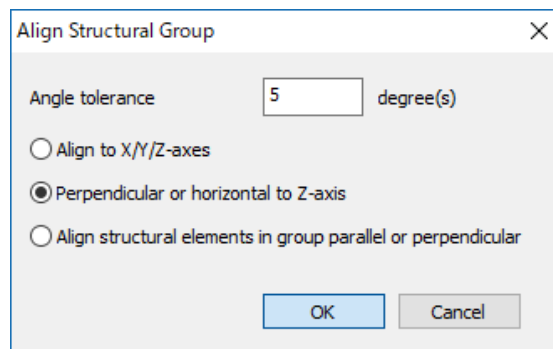 Align Structural Group
Angle tolerance 5 degree(s)
Align to X/Y/Z-axes
Perpendicular or horizontal to Z-axis
Align structural elements in group parallel or perpendicular
OK Cancel